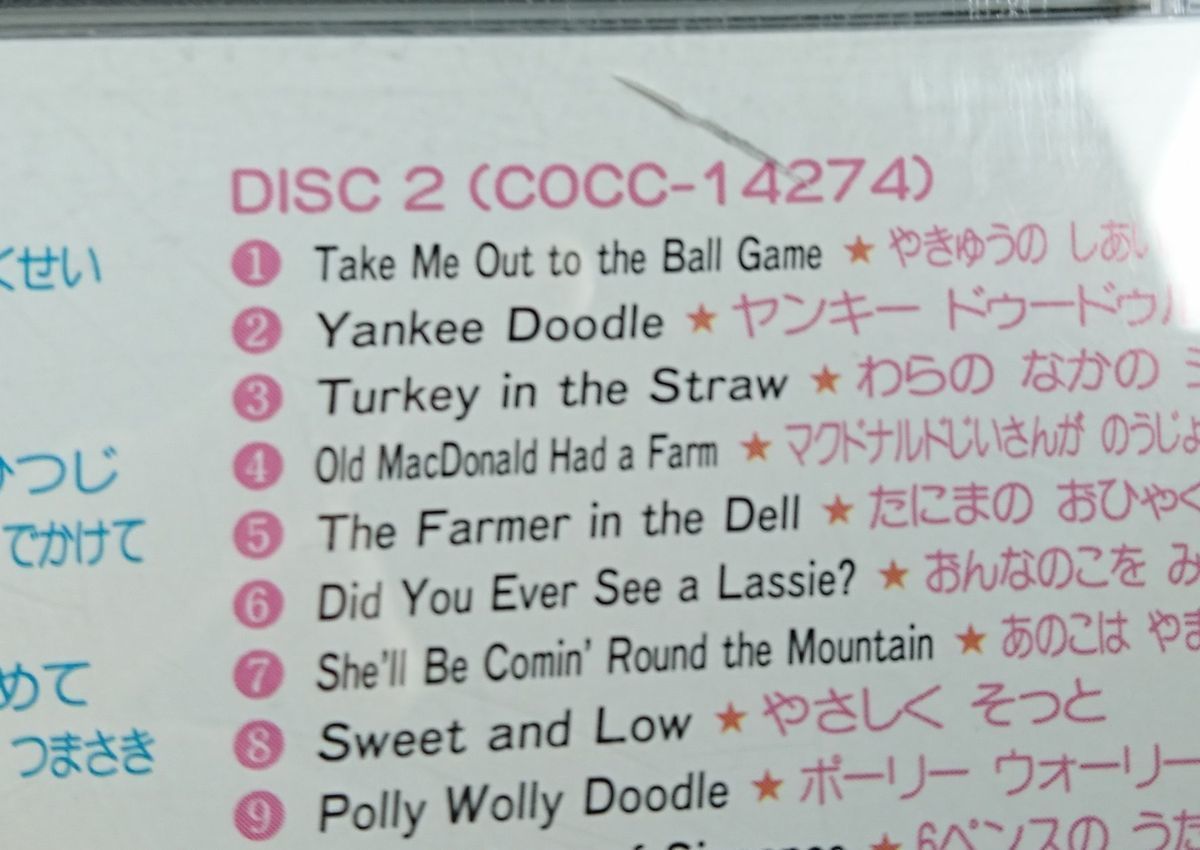 DISC 2 (COCC-14274)
くせい
1 Take Me Out to the Ball Game ★ やきゅうの しあい
2 Yankee Doodle ★ ヤンキー ドゥードゥル
3 Turkey in the Straw ★ わらの なかの
4 Old MacDonald Had a Farm ★ マクドナルドじいさんが のうじょ
ひつじ
5 The Farmer in the Dell ★ たにまの おひゃく
でかけて
6 Did You Ever See a Lassie? ★ おんなのこを み
7 She'll Be Comin' Round the Mountain ★ あのこは やま
めて
8 Sweet and Low ★ やさしく そっと
つまさき
9 Polly Wolly Doodle ★ ポーリー ウォーリー
★ 6ペンスの うた